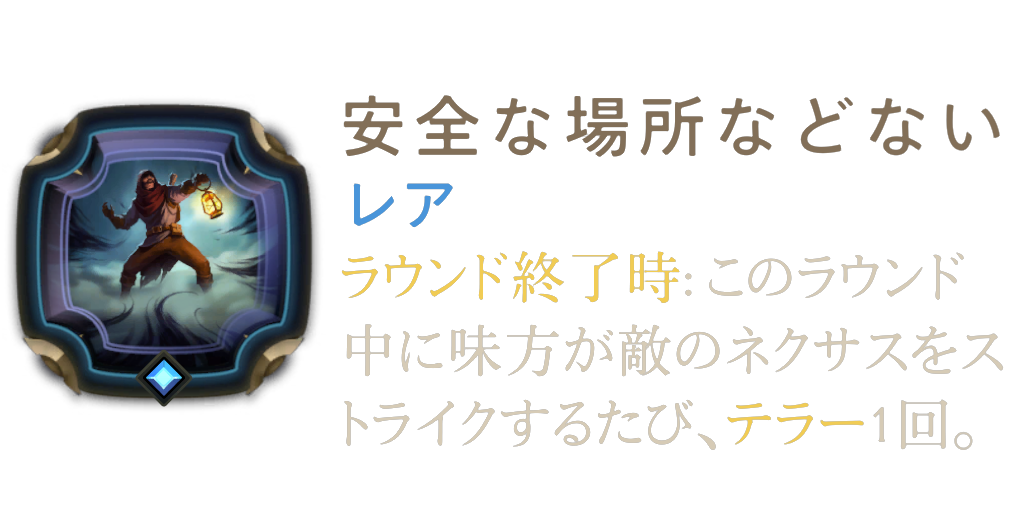 安全な場所などない
レア
ラウンド終了時: このラウンド
中に味方が敵のネクサスをス
トライクするたび、テラー1回。